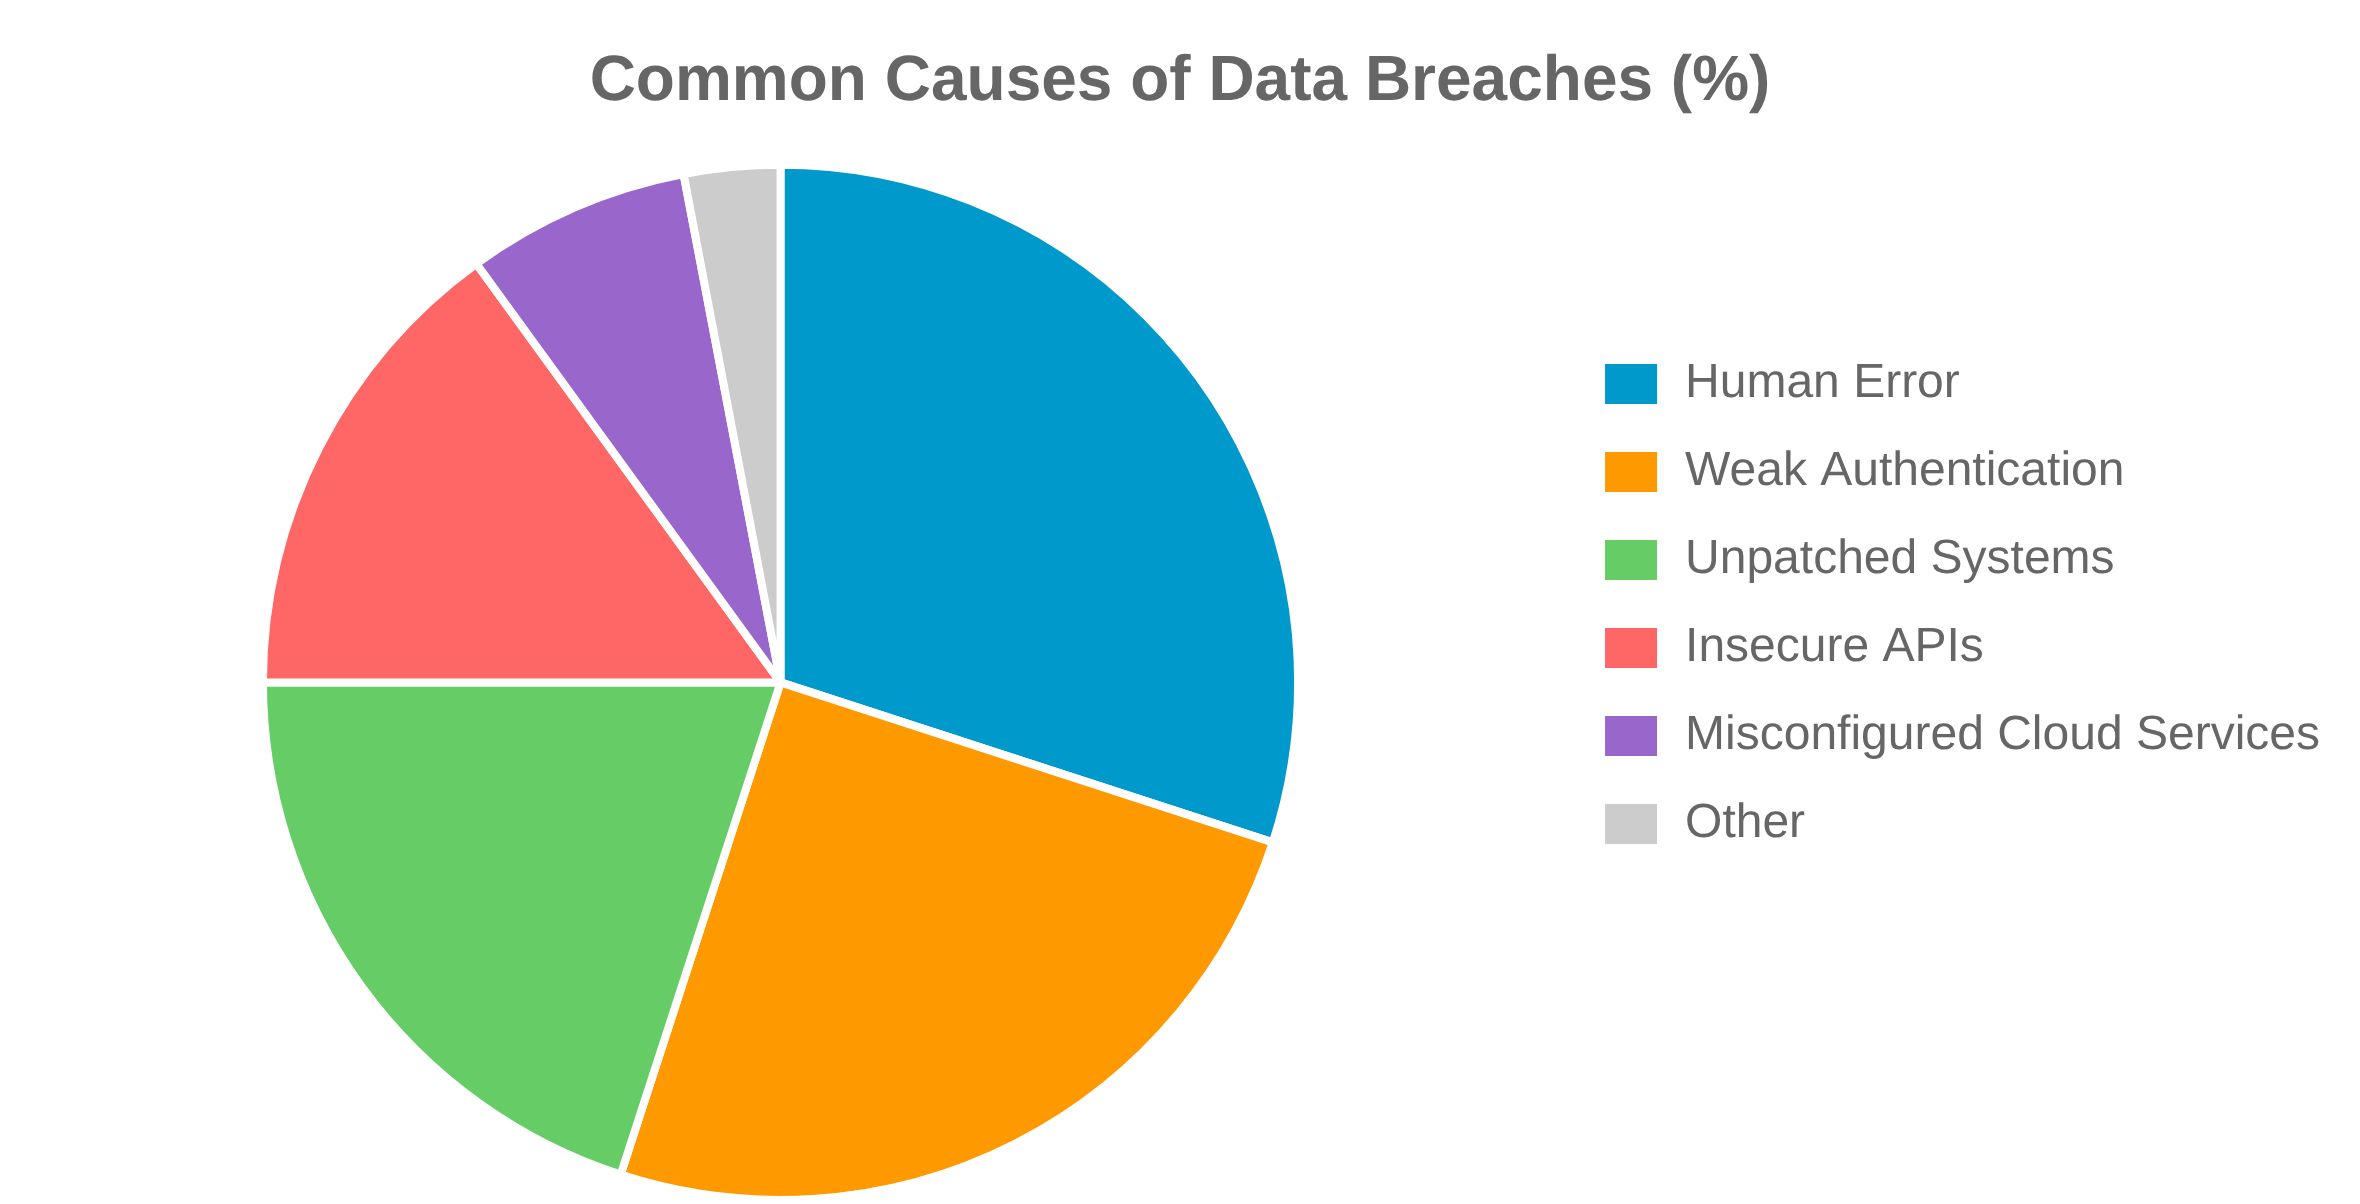 Common Causes of Data Breaches (%)
Human Error
Weak Authentication
Unpatched Systems
Insecure APIs
Misconfigured Cloud Services
Other